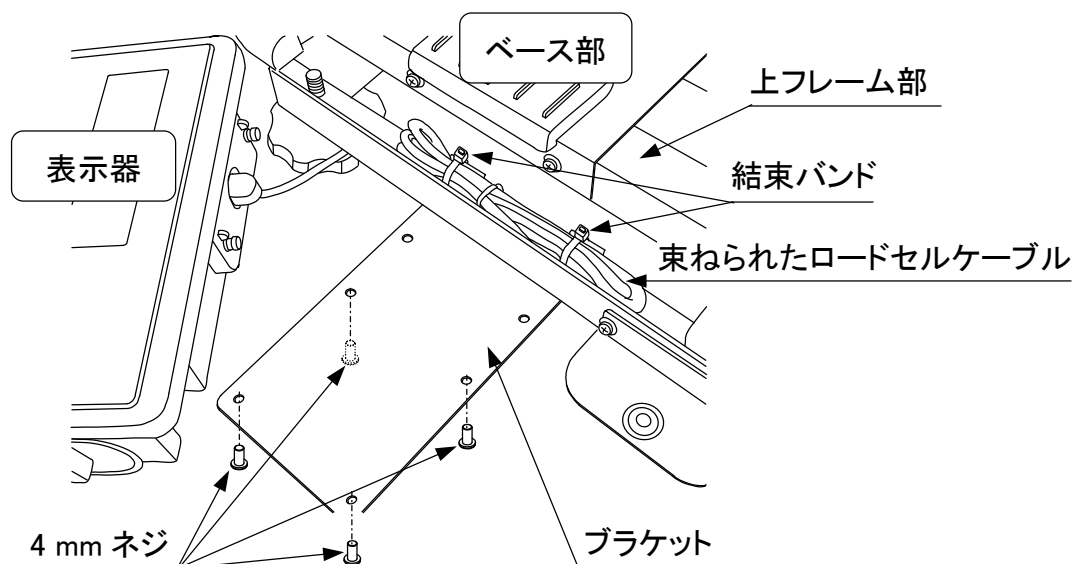 ベース部
上フレーム部
表示器
結束バンド
束ねられたロードセルケーブル
4 mm ネジ
ブラケット